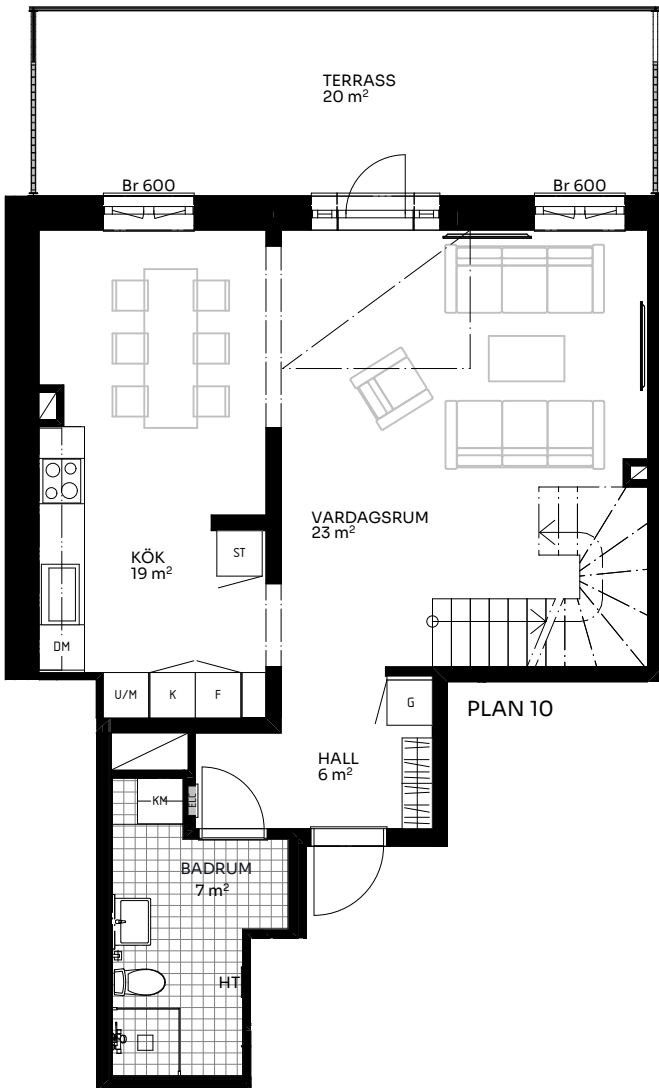 TERRASS
20 m²
Br 600
Br 600
VARDAGSRUM
23 m²
ST
KÖK
19 m²
DM
U/M
K
F
G
PLAN 10
HALL
6 m²
KM
ELC
BADRUM
7 m²
HT